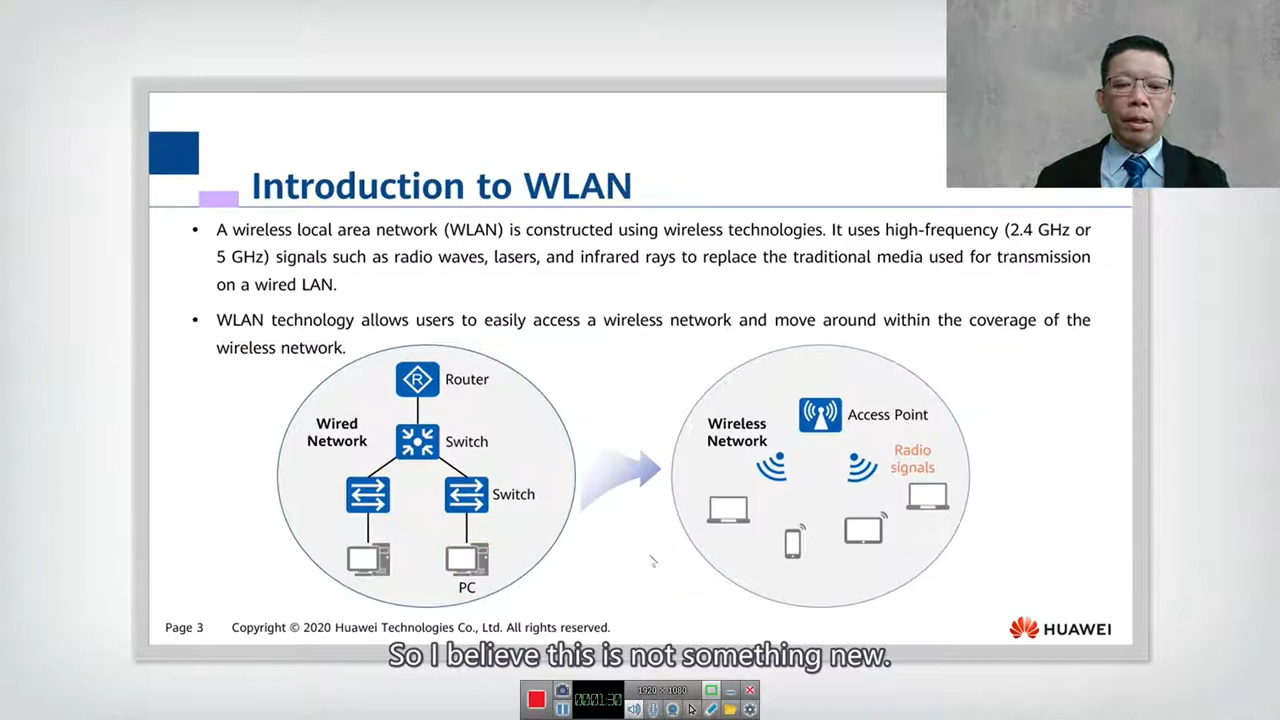 Introduction to WLAN
• A wireless local area network (WLAN) is constructed using wireless technologies. It uses high-frequency (2.4 GHz or
5 GHz) signals such as radio waves, lasers, and infrared rays to replace the traditional media used for transmission
on a wired LAN.
• WLAN technology allows users to easily access a wireless network and move around within the coverage of the
wireless network.
Wired
Network
R
Router
Switch
Switch
PC
Wireless
Network
Access Point
Radio
signals
Page 3
Copyright © 2020 Huawei Technologies Co., Ltd. All rights reserved.
HUAWEI
So I believe this is not something new.
1920 × 1080
00:01:30